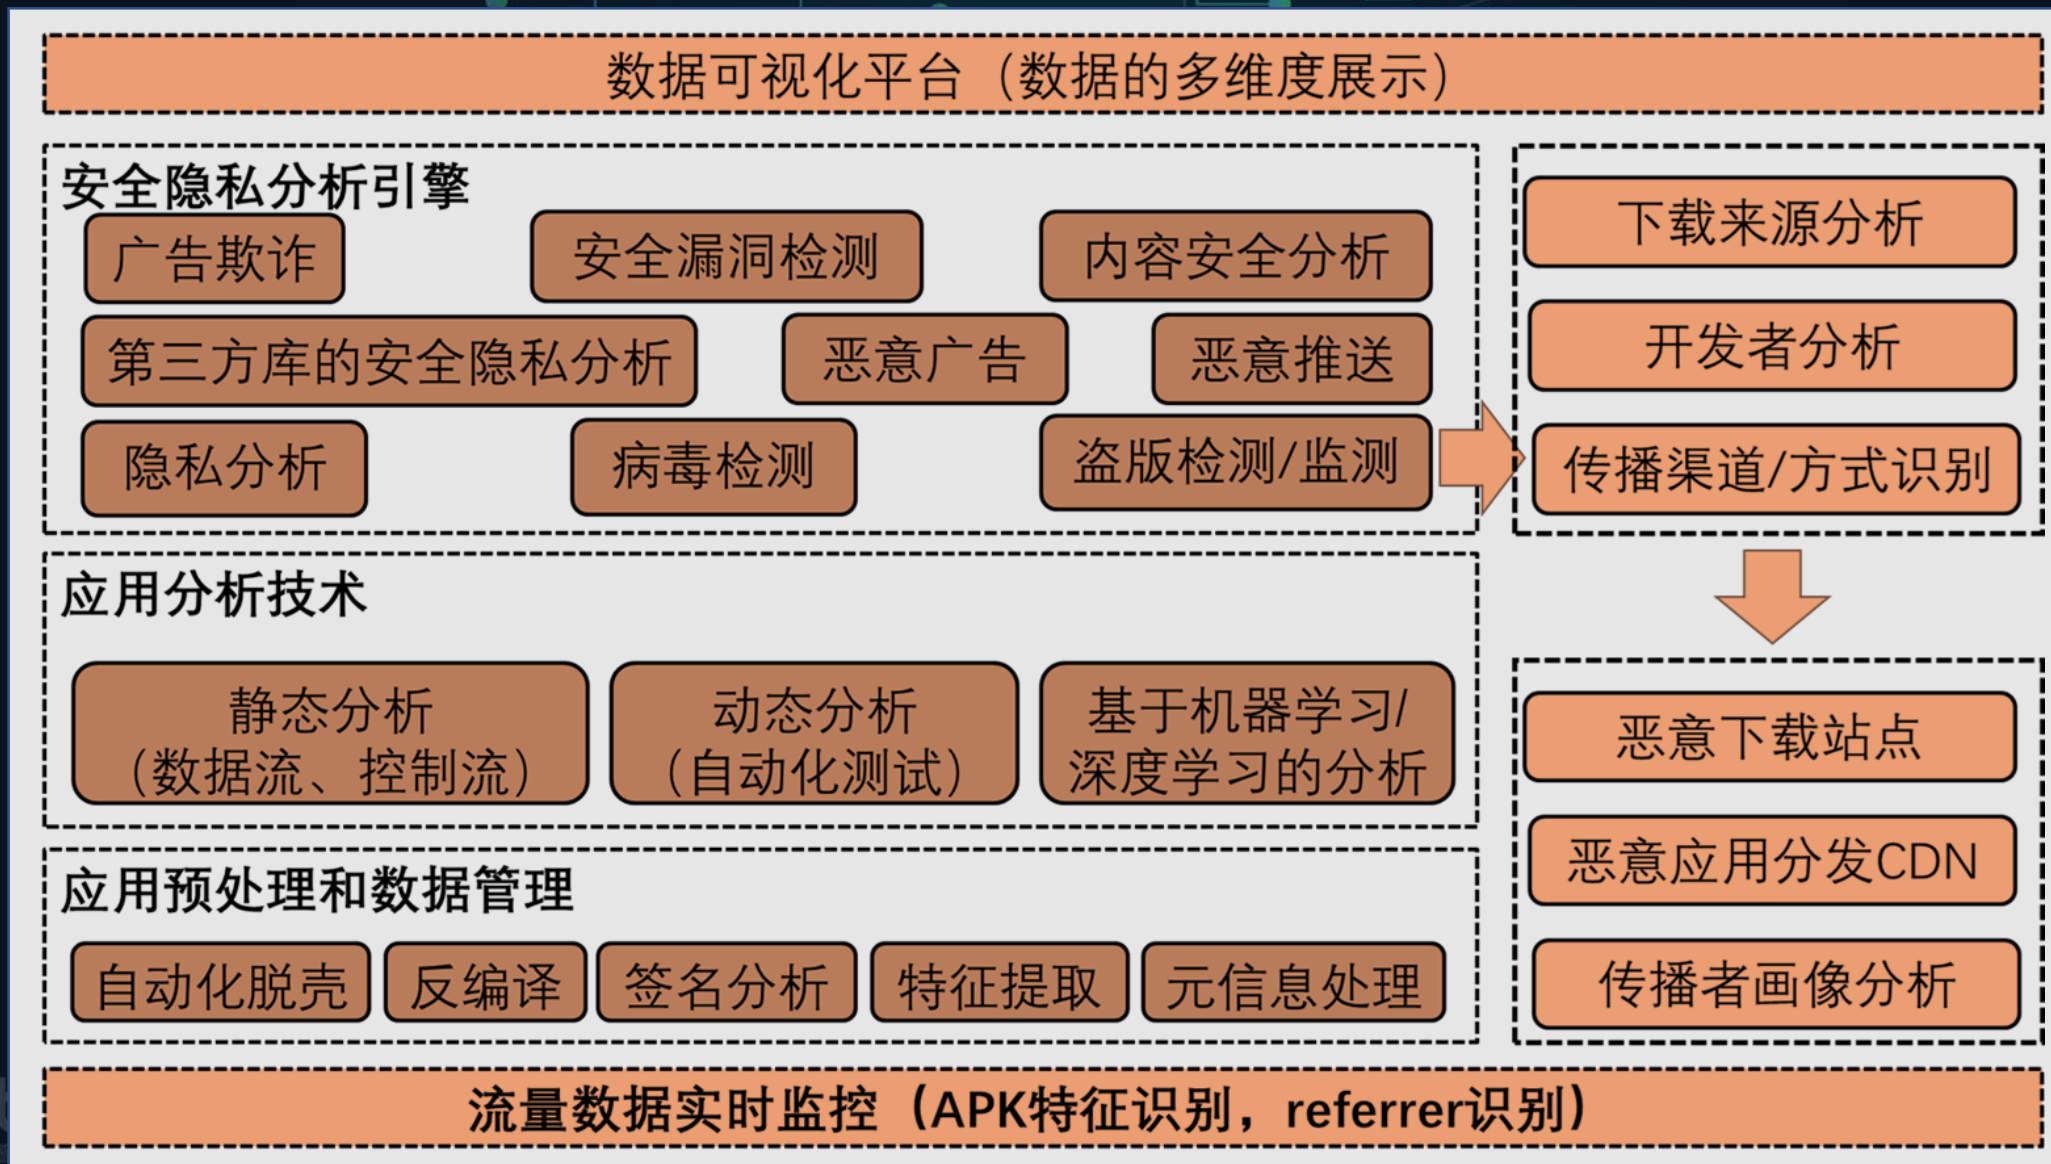 数据可视化平台（数据的多维度展示）
安全隐私分析引擎
广告欺诈
安全漏洞检测
内容安全分析
第三方库的安全隐私分析
恶意广告
恶意推送
隐私分析
病毒检测
盗版检测/监测
下载来源分析
开发者分析
传播渠道/方式识别
应用分析技术
静态分析
（数据流、控制流）
动态分析
（自动化测试）
基于机器学习/
深度学习的分析
恶意下载站点
恶意应用分发CDN
传播者画像分析
应用预处理和数据管理
自动化脱壳
反编译
签名分析
特征提取
元信息处理
流量数据实时监控（APK特征识别，referrer识别）